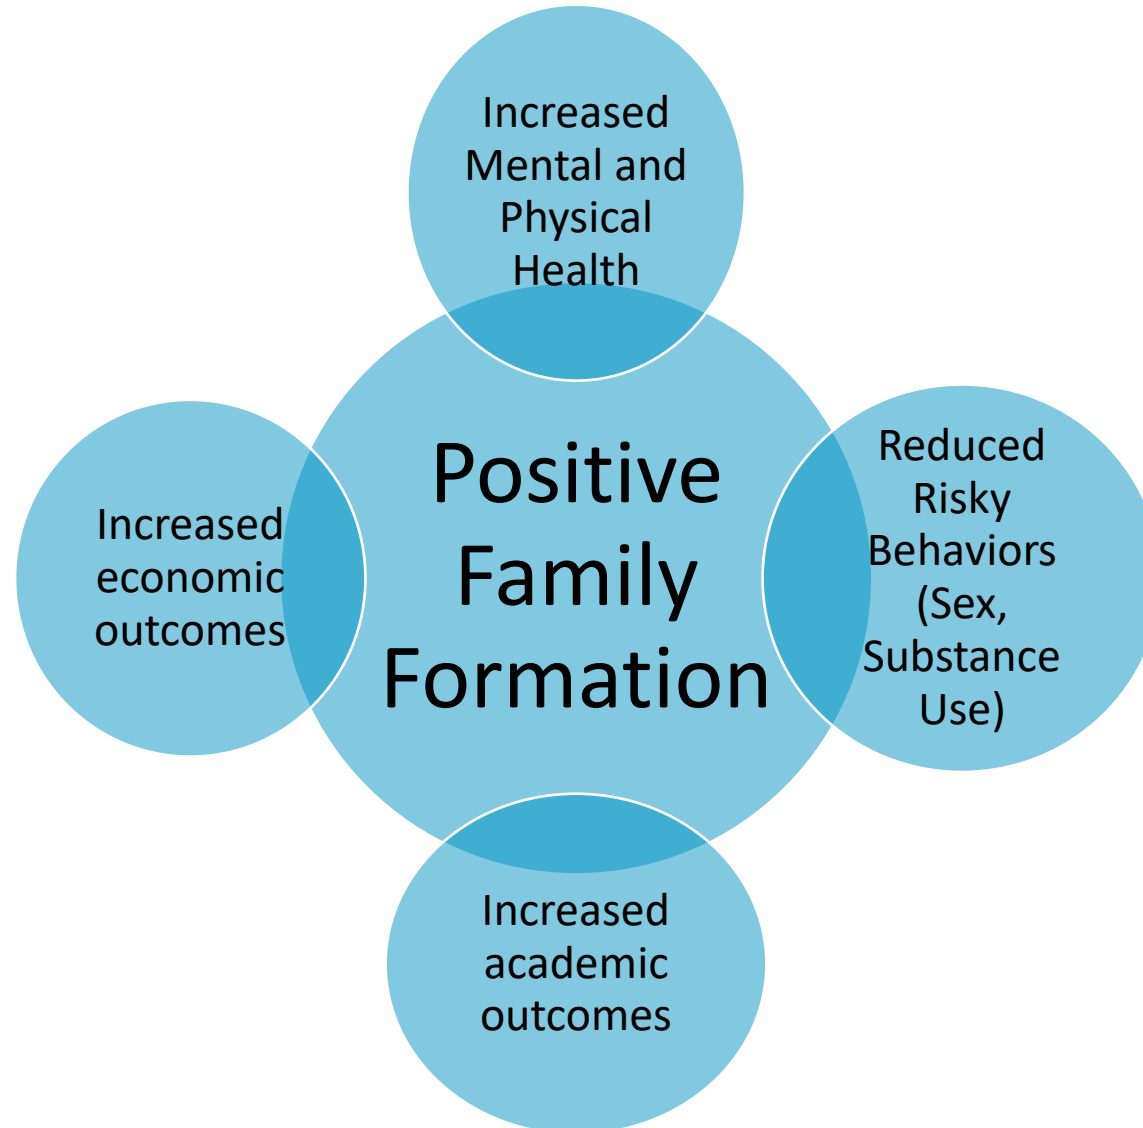 Increased
Mental and
Physical
Health
Positive
Family
Formation
Increased
economic
outcomes
Reduced
Risky
Behaviors
(Sex,
Substance
Use)
Increased
academic
outcomes